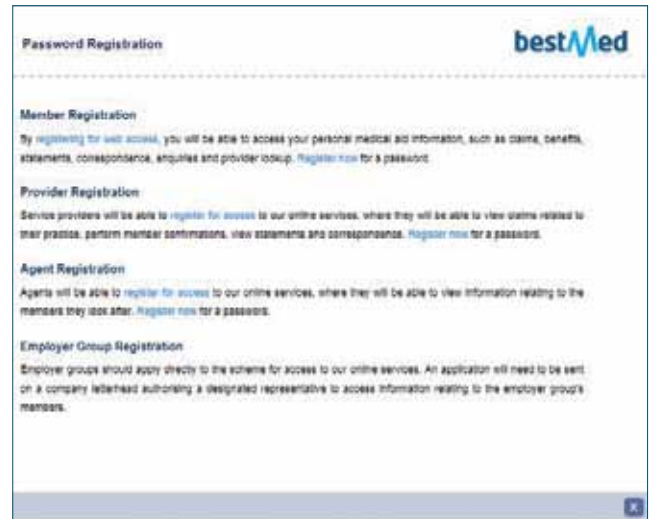 Password Registration
bestMed
Member Registration
By registering for web access, you will be able to access your personal medical aid information, such as claims, benefits,
statements, correspondence, enquiries and provider lookup. Register now for a password.
Provider Registration
Service providers will be able to register for access to our online services, where they will be able to view claims related to
their practice, perform member confirmations, view statements and correspondence. Register now for a password.
Agent Registration
Agents will be able to register for access to our online services, where they will be able to view information relating to the
members they look after. Register now for a password.
Employer Group Registration
Employer groups should apply directly to the scheme for access to our online services. An application will need to be sent
on a company letterhead authorising a designated representative to access information relating to the employer group's
members.
X